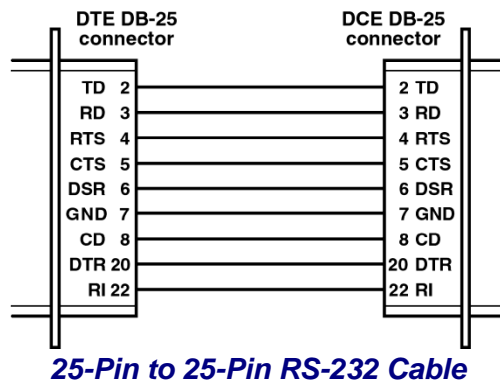 DTE DB-25 connector
DCE DB-25 connector
TD 2 2 TD
RD 3 3 RD
RTS 4 4 RTS
CTS 5 5 CTS
DSR 6 6 DSR
GND 7 7 GND
CD 8 8 CD
DTR 20 20 DTR
RI 22 22 RI
25-Pin to 25-Pin RS-232 Cable